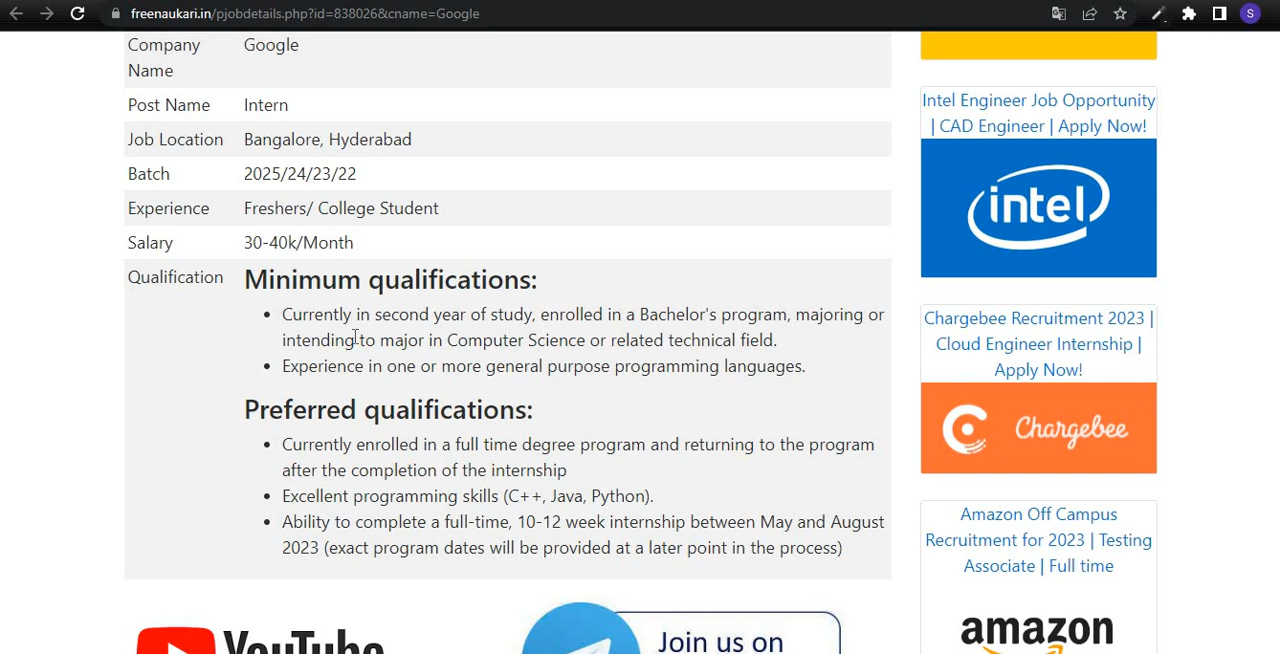 freenaukari.in/pjobdetails.php?id=838026&cname=Google
S
Company
Name
Google
Post Name
Intern
Job Location
Bangalore, Hyderabad
Batch
2025/24/23/22
Experience
Freshers/ College Student
Salary
30-40k/Month
Qualification
Minimum qualifications:
Currently in second year of study, enrolled in a Bachelor's program, majoring or
intending to major in Computer Science or related technical field.
Experience in one or more general purpose programming languages.
Preferred qualifications:
Currently enrolled in a full time degree program and returning to the program
after the completion of the internship
Excellent programming skills (C++, Java, Python).
Ability to complete a full-time, 10-12 week internship between May and August
2023 (exact program dates will be provided at a later point in the process)
YouTube
Join us on
Intel Engineer Job Opportunity
| CAD Engineer | Apply Now!
intel
Chargebee Recruitment 2023 |
Cloud Engineer Internship |
Apply Now!
Chargebee
Amazon Off Campus
Recruitment for 2023 | Testing
Associate | Full time
amazon